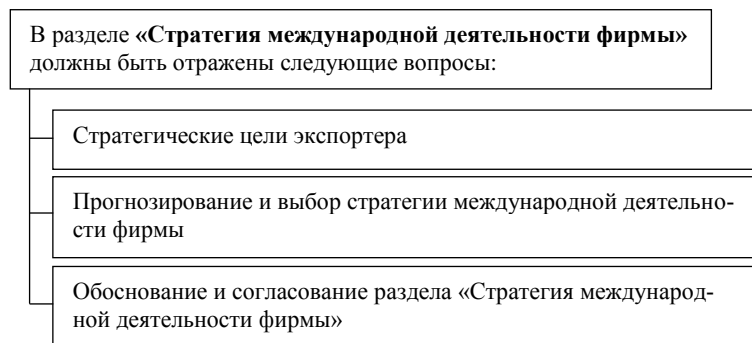 В разделе «Стратегия международной деятельности фирмы»
должны быть отражены следующие вопросы:
Стратегические цели экспортера
Прогнозирование и выбор стратегии международной деятельно-
сти фирмы
Обоснование и согласование раздела «Стратегия международ-
ной деятельности фирмы»